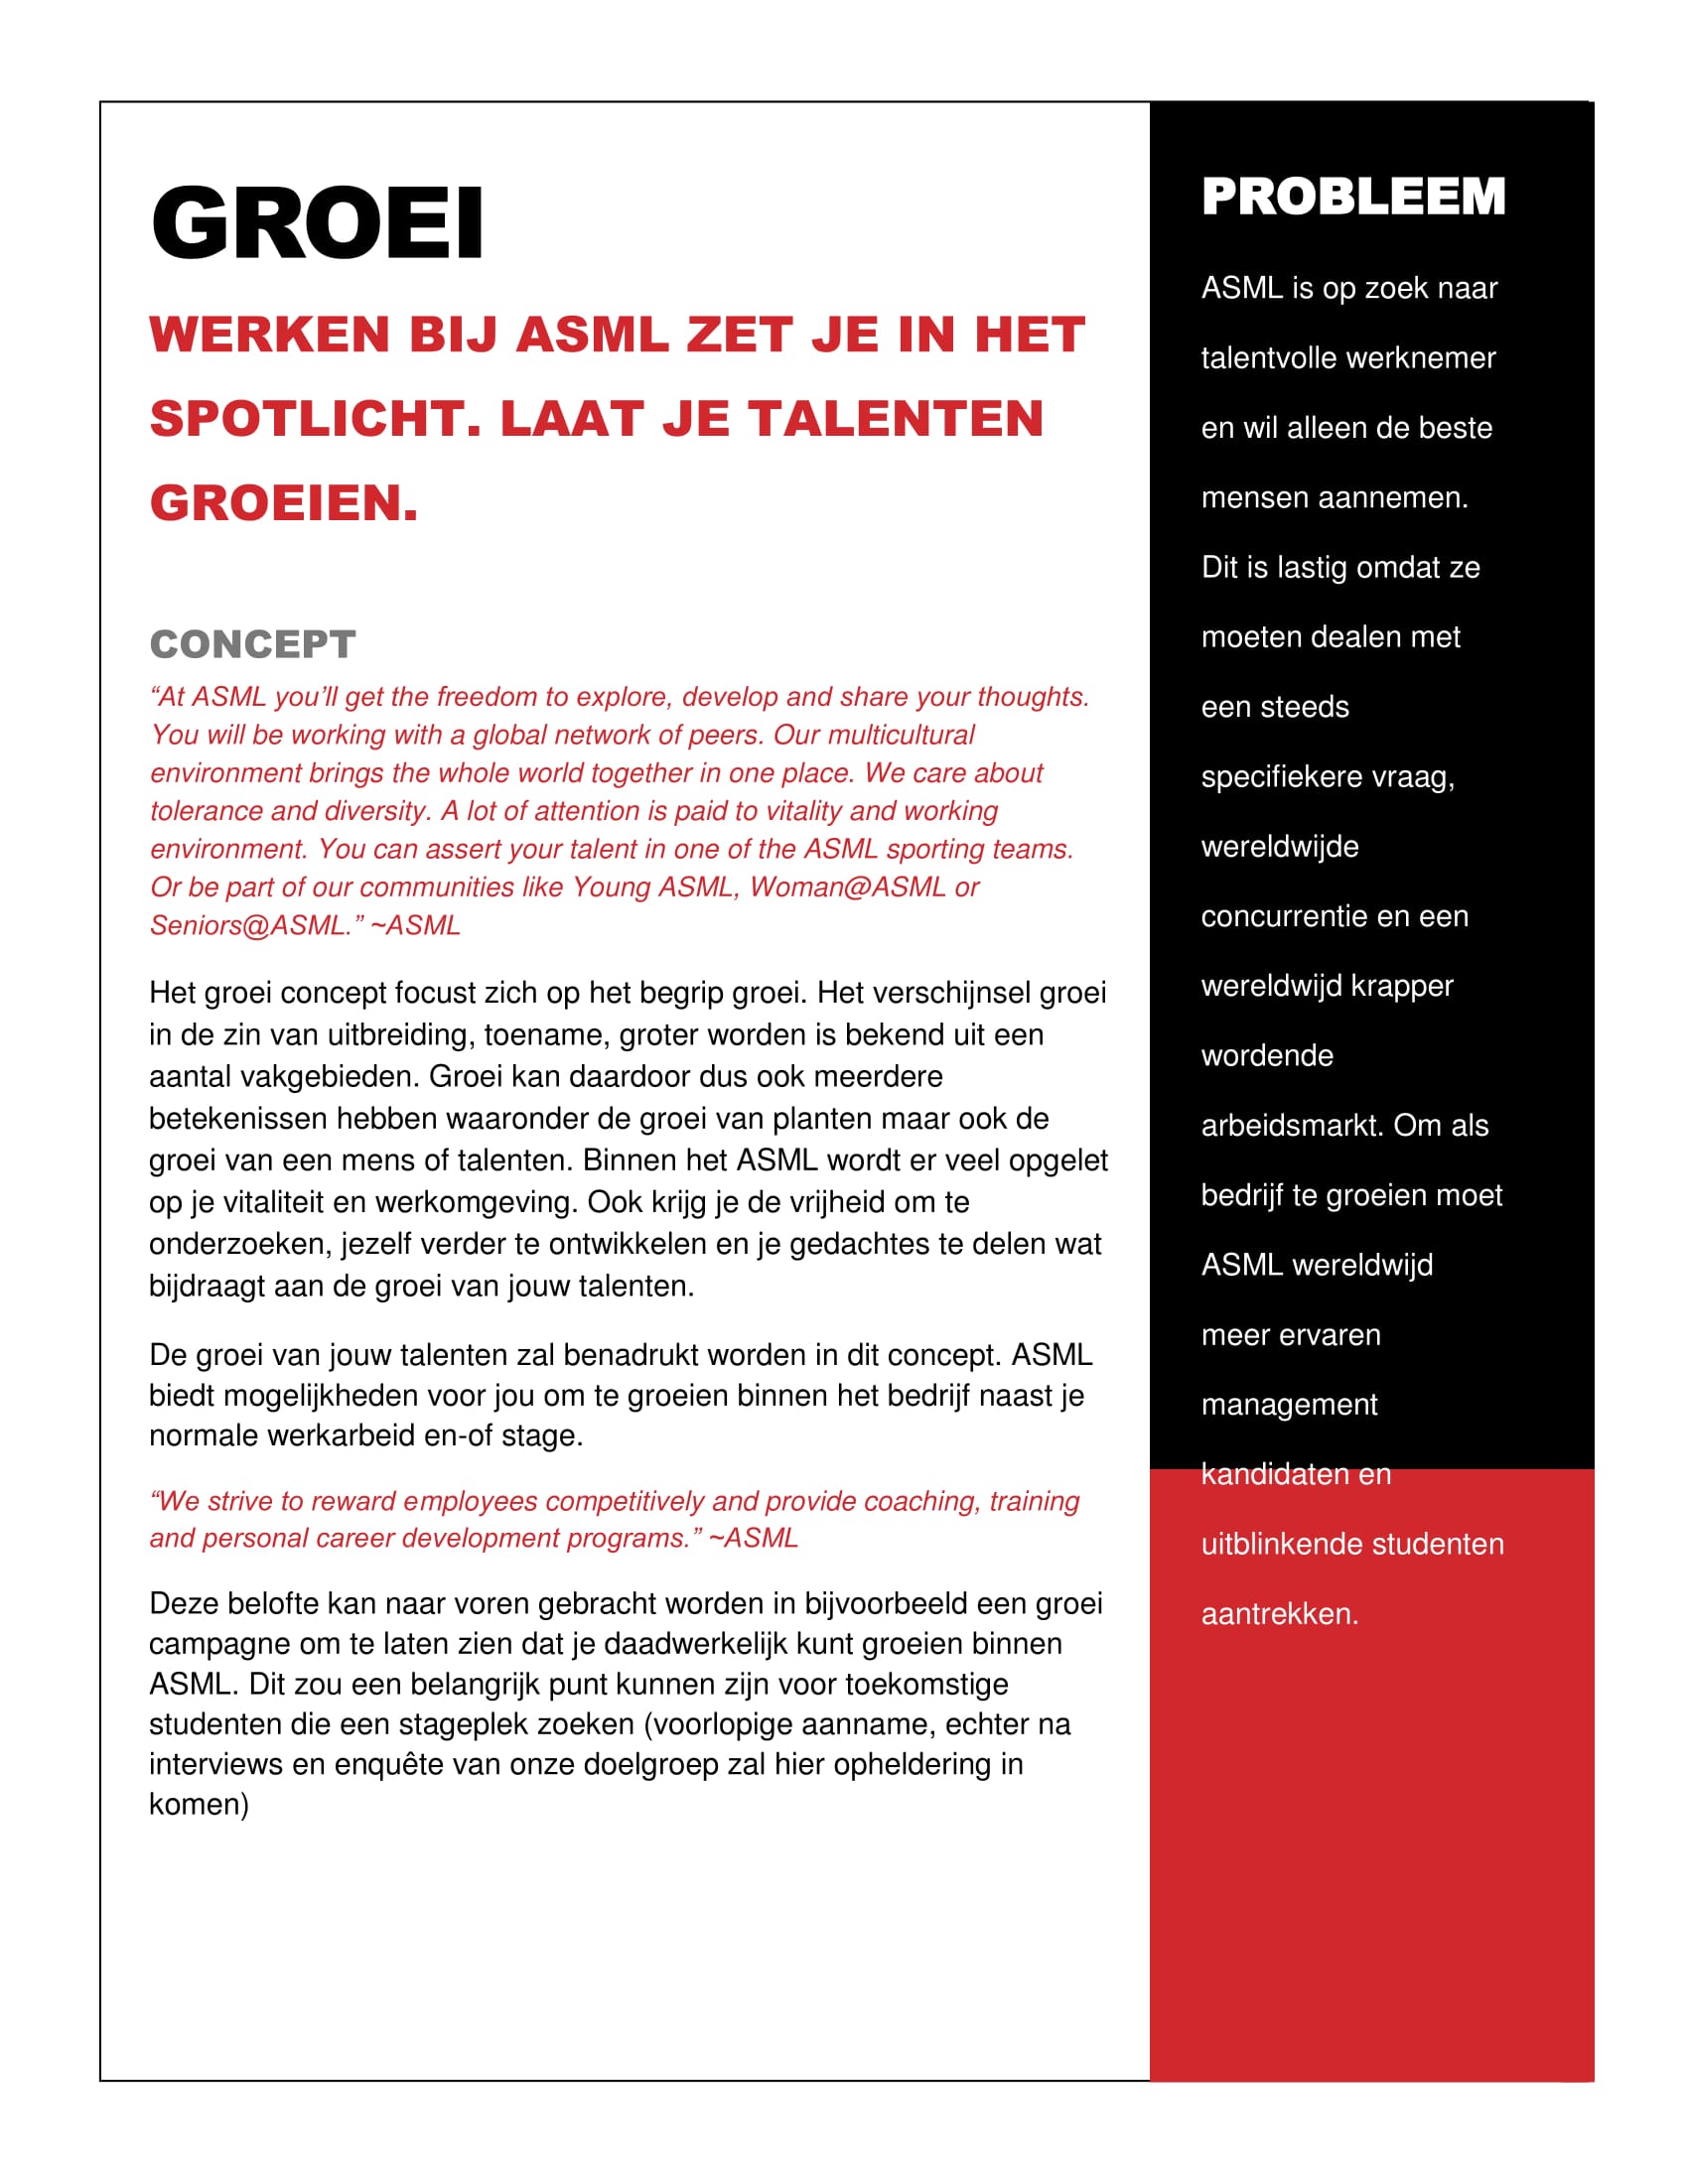 GROEI
WERKEN BIJ ASML ZET JE IN HET
SPOTLICHT. LAAT JE TALENTEN
GROEIEN.
CONCEPT
“At ASML you’ll get the freedom to explore, develop and share your thoughts.
You will be working with a global network of peers. Our multicultural
environment brings the whole world together in one place. We care about
tolerance and diversity. A lot of attention is paid to vitality and working
environment. You can assert your talent in one of the ASML sporting teams.
Or be part of our communities like Young ASML, Woman@ASML or
Seniors@ASML.” ~ASML
Het groei concept focust zich op het begrip groei. Het verschijnsel groei
in de zin van uitbreiding, toename, groter worden is bekend uit een
aantal vakgebieden. Groei kan daardoor dus ook meerdere
betekenissen hebben waaronder de groei van planten maar ook de
groei van een mens of talenten. Binnen het ASML wordt er veel opgelet
op je vitaliteit en werkomgeving. Ook krijg je de vrijheid om te
onderzoeken, jezelf verder te ontwikkelen en je gedachtes te delen wat
bijdraagt aan de groei van jouw talenten.
De groei van jouw talenten zal benadrukt worden in dit concept. ASML
biedt mogelijkheden voor jou om te groeien binnen het bedrijf naast je
normale werkarbeid en-of stage.
“We strive to reward employees competitively and provide coaching, training
and personal career development programs.” ~ASML
Deze belofte kan naar voren gebracht worden in bijvoorbeeld een groei
campagne om te laten zien dat je daadwerkelijk kunt groeien binnen
ASML. Dit zou een belangrijk punt kunnen zijn voor toekomstige
studenten die een stageplek zoeken (voorlopige aanname, echter na
interviews en enquête van onze doelgroep zal hier opheldering in
komen)
PROBLEEM
ASML is op zoek naar
talentvolle werknemer
en wil alleen de beste
mensen aannemen.
Dit is lastig omdat ze
moeten dealen met
een steeds
specifiekere vraag,
wereldwijde
concurrentie en een
wereldwijd krapper
wordende
arbeidsmarkt. Om als
bedrijf te groeien moet
ASML wereldwijd
meer ervaren
management
kandidaten en
uitblinkende studenten
aantrekken.